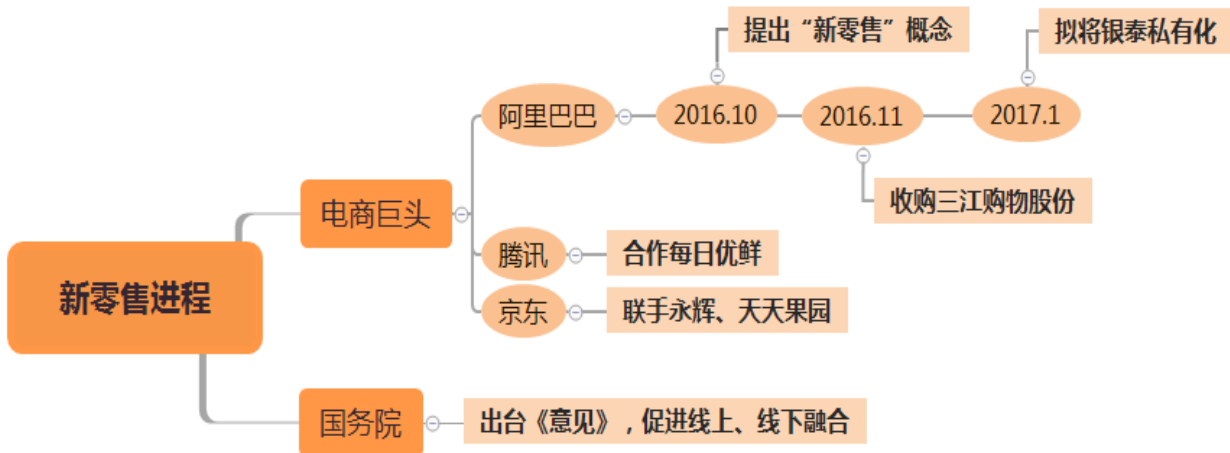 新零售进程
电商巨头
阿里巴巴
2016.10
提出“新零售”概念
2016.11
收购三江购物股份
2017.1
拟将银泰私有化
腾讯
合作每日优鲜
京东
联手永辉、天天果园
国务院
出台《意见》，促进线上、线下融合